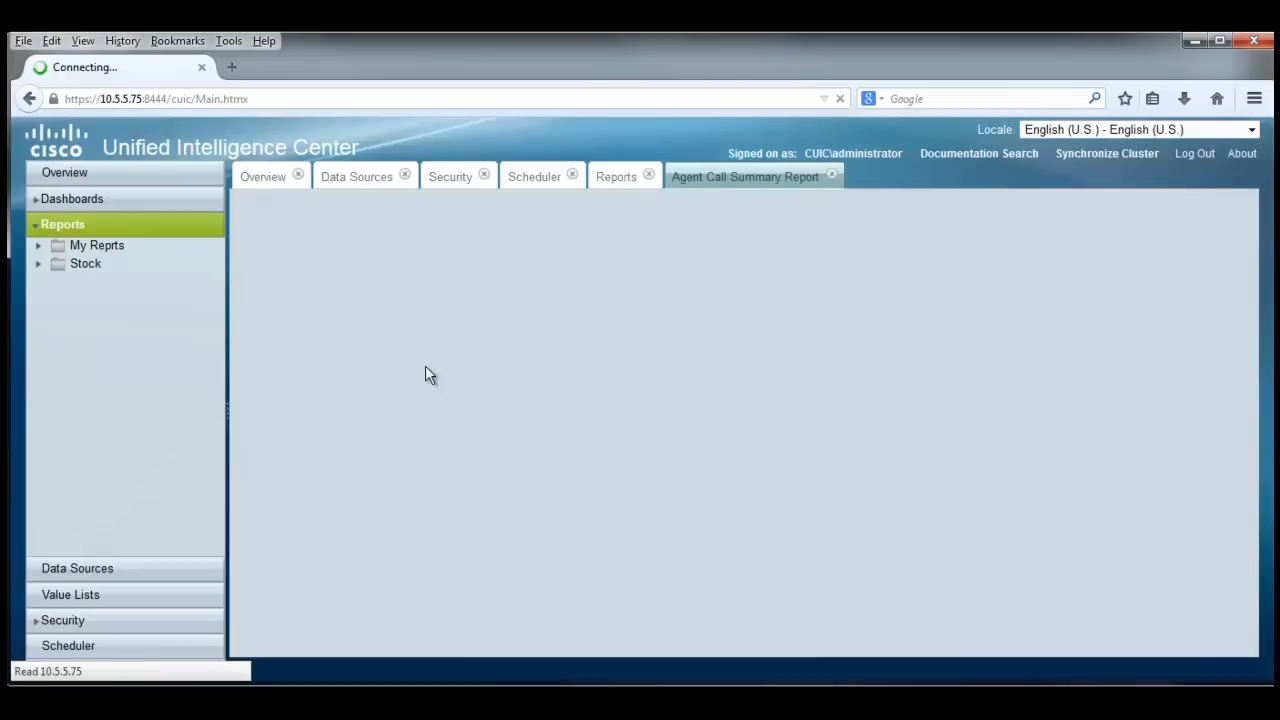 File Edit View History Bookmarks Tools Help
Connecting...
https://10.5.5.75:8444/cuic/Main.htmx
Google
Locale: English (U.S.) - English (U.S.)
CISCO
Unified Intelligence Center
Signed on as: CUIC\administrator Documentation Search Synchronize Cluster Log Out About
Overview Data Sources Security Scheduler Reports Agent Call Summary Report
Overview
Dashboards
Reports
My Reprts
Stock
Data Sources
Value Lists
Security
Scheduler
Read 10.5.5.75